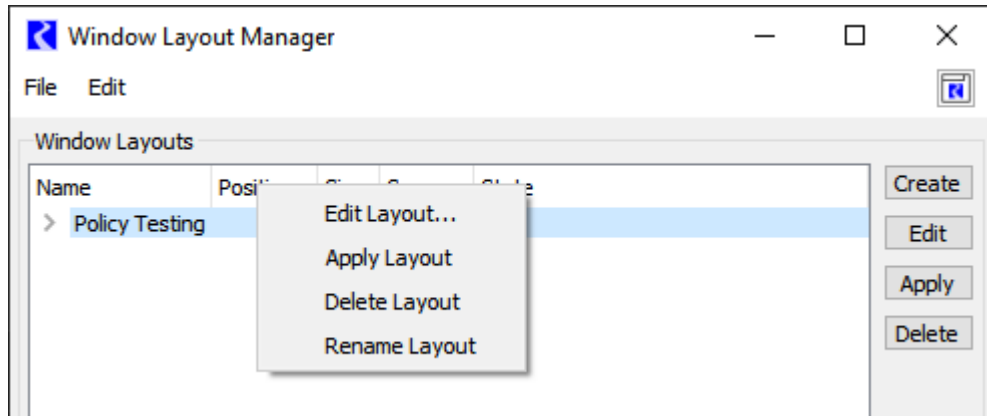 Window Layout Manager
File Edit
Window Layouts
Name
Create
Policy Testing
Edit
Apply
Delete
Edit Layout...
Apply Layout
Delete Layout
Rename Layout